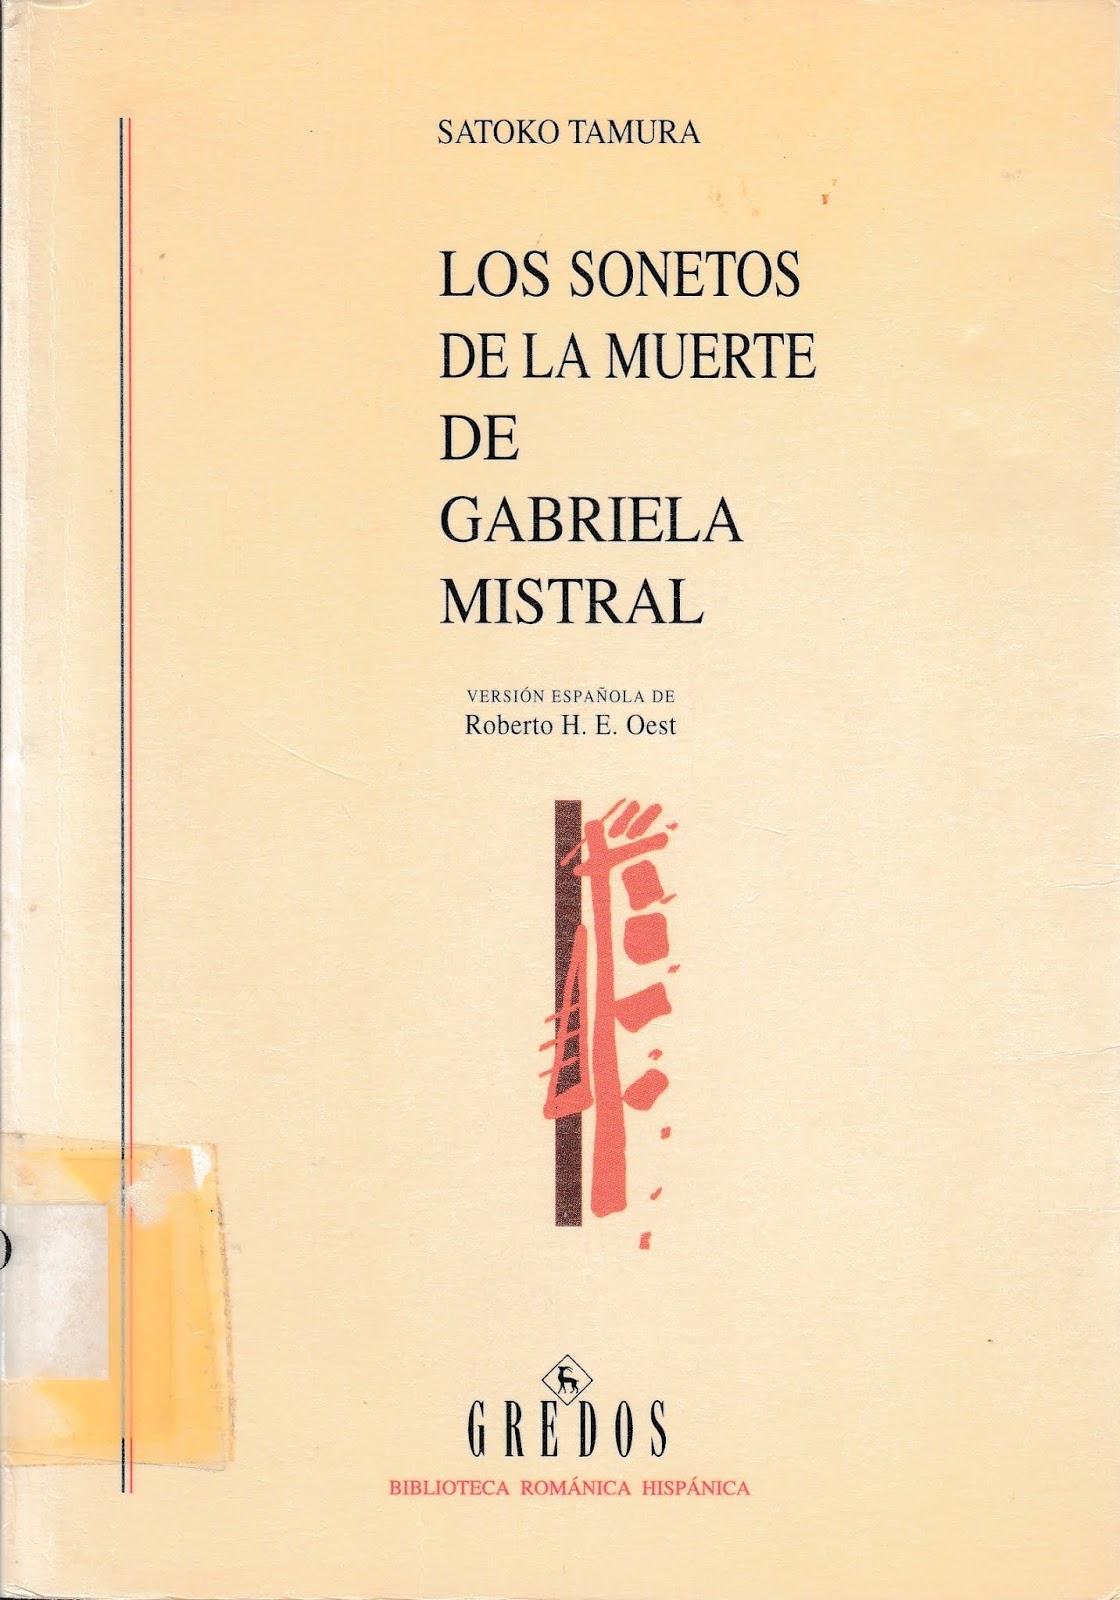 SATOKO TAMURA
LOS SONETOS
DE LA MUERTE
DE
GABRIELA
MISTRAL
VERSIÓN ESPAÑOLA DE
Roberto H. E. Oest
GREDOS
BIBLIOTECA ROMÁNICA HISPÁNICA